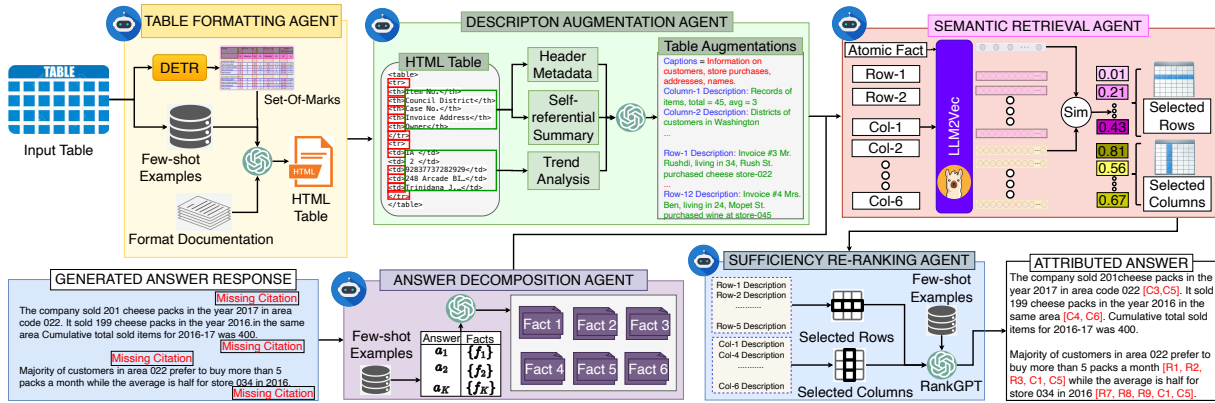 TABLE FORMATTING AGENT
TABLE
Input Table
DETR
Set-Of-Marks
Few-shot
Examples
HTML
HTML
Table
Format Documentation
DESCRIPTON AUGMENTATION AGENT
HTML Table
<table>
<tr>
<th>Item No.</th>
<th>Council District</th>
<th>Case No.</th>
<th>Invoice Address</th>
<th>Owner</th>
</tr>
<tr>
<td>1A </td>
<td> 2 </td>
<td>92837737282929</td>
<td>248 Arcade Bl…</td>
<td>Trinidana J...</td>
</tr>
</table>
Header
Metadata
Self-
referential
Summary
Trend
Analysis
Table Augmentations
Captions = Information on
customers, store purchases,
addresses, names.
Column-1 Description: Records of
items, total = 45, avg = 3
Column-2 Description: Districts of
customers in Washington
...
Row-1 Description: Invoice #3 Mr.
Rushdi, living in 34, Rush St.
purchased cheese store-022
...
Row-12 Description: Invoice #4 Mrs.
Ben, living in 24, Mopet St.
purchased wine at store-045
SEMANTIC RETRIEVAL AGENT
Atomic Fact
Row-1
Row-2
Col-1
Col-2
Col-6
LLM2Vec
Sim
0.01
0.21
0.43
0.81
0.56
0.67
Selected
Rows
Selected
Columns
GENERATED ANSWER RESPONSE
Missing Citation
The company sold 201 cheese packs in the year 2017 in area
code 022. It sold 199 cheese packs in the year 2016.in the same
area Cumulative total sold items for 2016-17 was 400.
Missing Citation
Missing Citation
Majority of customers in area 022 prefer to buy more than 5
packs a month while the average is half for store 034 in 2016.
Missing Citation
ANSWER DECOMPOSITION AGENT
Few-shot
Examples
Answer Facts
a1 {f1}
a2 {f2}
aK {fK}
Fact 1
Fact 2
Fact 3
Fact 4
Fact 5
Fact 6
SUFFICIENCY RE-RANKING AGENT
Row-1 Description
Row-2 Description
............
Row-5 Description
Col-1 Description
Col-4 Description
............
Col-6 Description
Selected Rows
Selected Columns
Few-shot
Examples
RankGPT
ATTRIBUTED ANSWER
The company sold 201cheese packs in the
year 2017 in area code 022 [C3,C5]. It sold
199 cheese packs in the year 2016 in the
same area [C4, C6]. Cumulative total sold
items for 2016-17 was 400.
Majority of customers in area 022 prefer to
buy more than 5 packs a month [R1, R2,
R3, C1, C5] while the average is half for
store 034 in 2016 [R7, R8, R9, C1, C5].